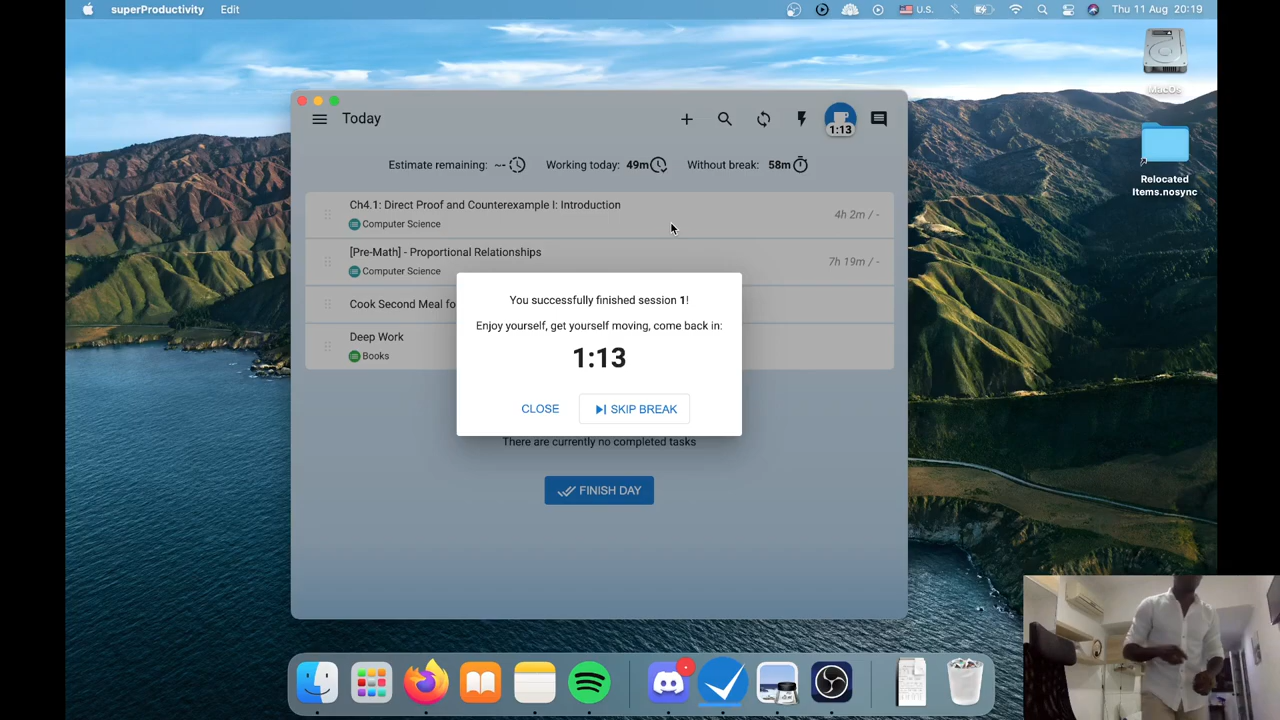 superProductivity Edit
U.S. Thu 11 Aug 20:19
MacOs
Relocated
Items.nosync
Today
1:13
Estimate remaining: ~- Working today: 49m Without break: 58m
Ch4.1: Direct Proof and Counterexample I: Introduction
4h 2m / -
Computer Science
[Pre-Math] - Proportional Relationships
7h 19m / -
Computer Science
Cook Second Meal fo
Deep Work
Books
You successfully finished session 1!
Enjoy yourself, get yourself moving, come back in:
1:13
CLOSE SKIP BREAK
There are currently no completed tasks
FINISH DAY